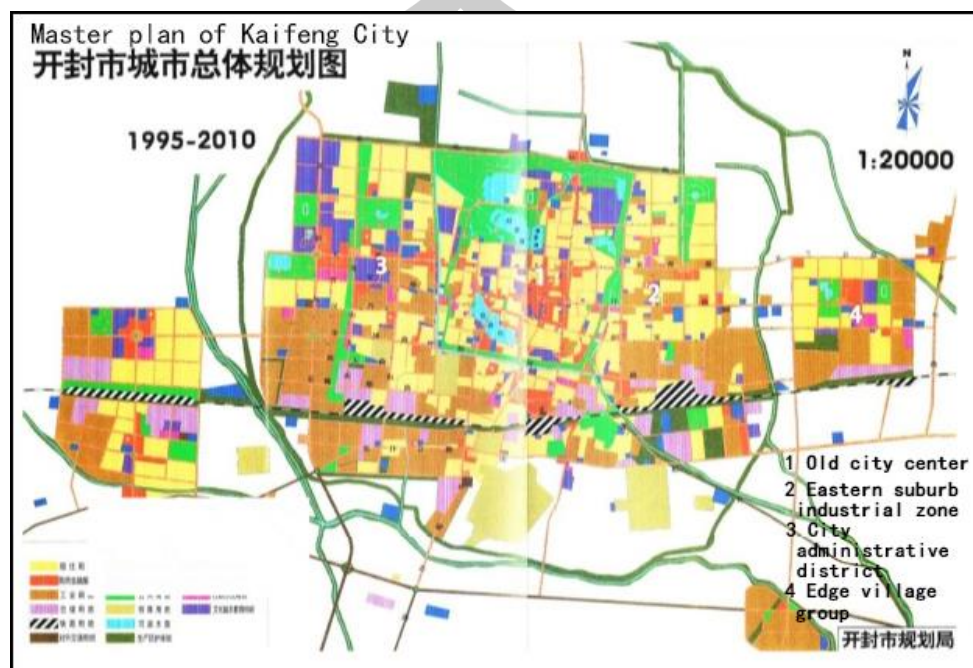 Master plan of Kaifeng City
开封市城市总体规划图
1995-2010
N
1:20000
3
1
2
4
1 Old city center
2 Eastern suburb
industrial zone
3 City
administrative
district
4 Edge village
group
开封市规划局